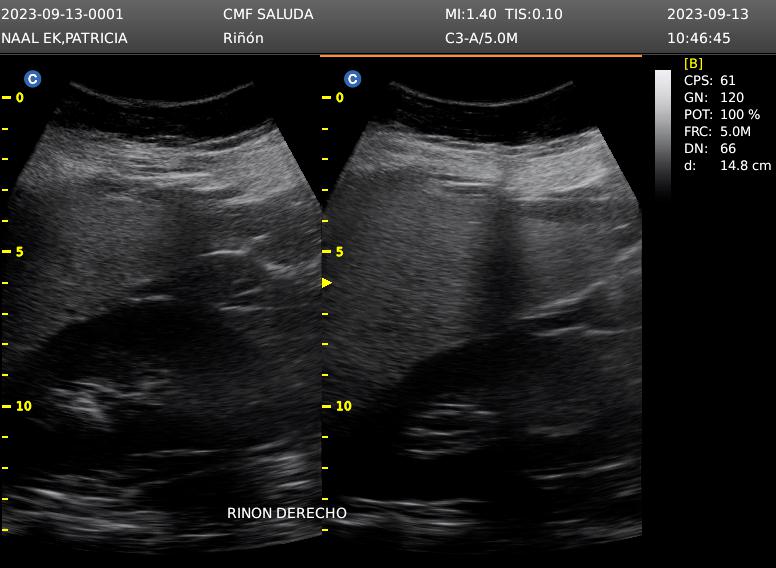 2023-09-13-0001 CMF SALUDA MI:1.40 TIS:0.10 2023-09-13
NAAL EK,PATRICIA Riñón C3-A/5.0M 10:46:45
[B]
C C
0 0
CPS: 61
GN: 120
POT: 100 %
FRC: 5.0M
DN: 66
d: 14.8 cm
5 5
10 10
RINON DERECHO